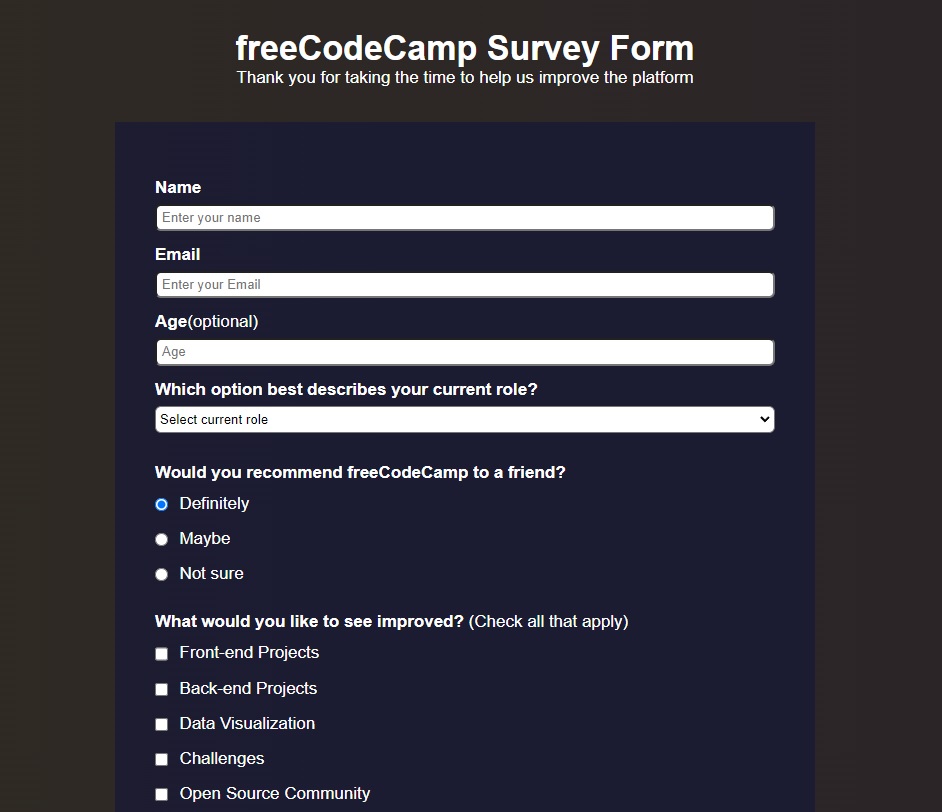 freeCodeCamp Survey Form
Thank you for taking the time to help us improve the platform
Name
Enter your name
Email
Enter your Email
Age(optional)
Age
Which option best describes your current role?
Select current role
Would you recommend freeCodeCamp to a friend?
Definitely
Maybe
Not sure
What would you like to see improved? (Check all that apply)
Front-end Projects
Back-end Projects
Data Visualization
Challenges
Open Source Community